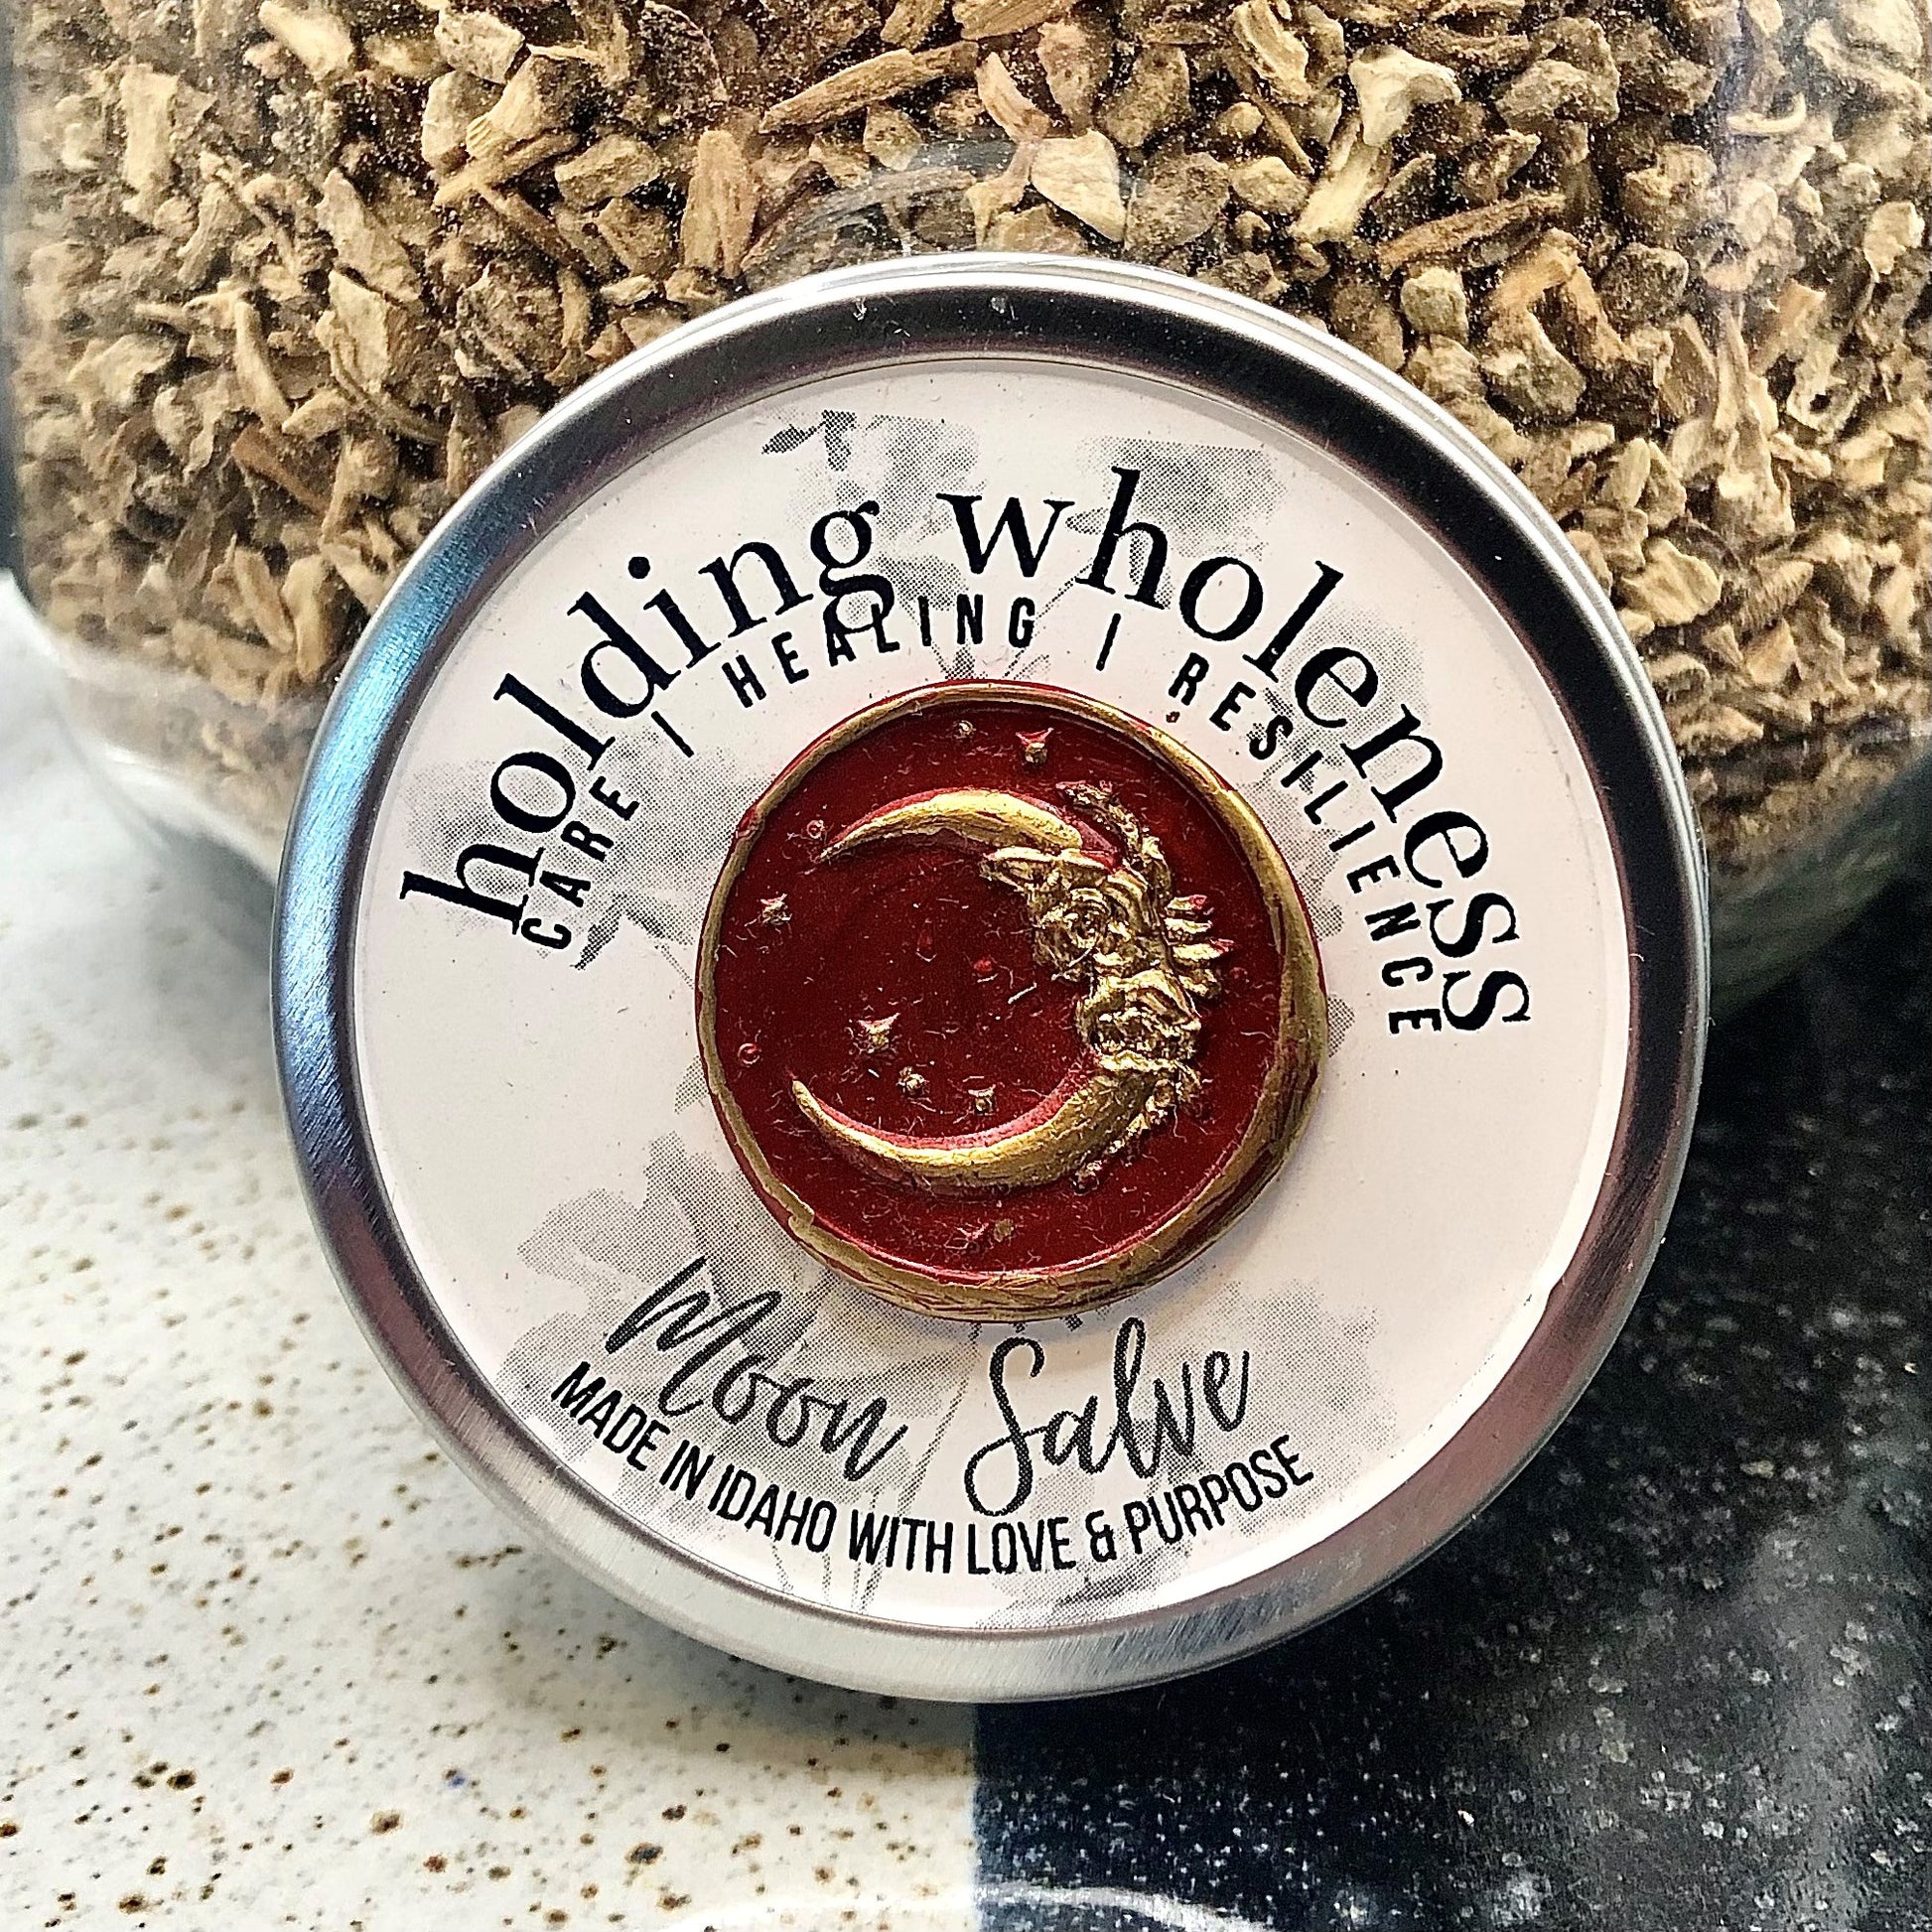 holding wholeness
CARE | HEALING | RESILIENCE
Moon Salve
MADE IN IDAHO WITH LOVE & PURPOSE